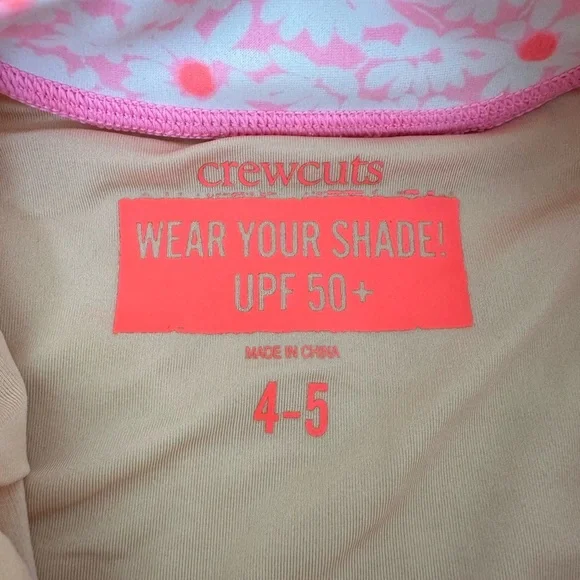 crewcuts
WEAR YOUR SHADE!
UPF 50+
MADE IN CHINA
4-5